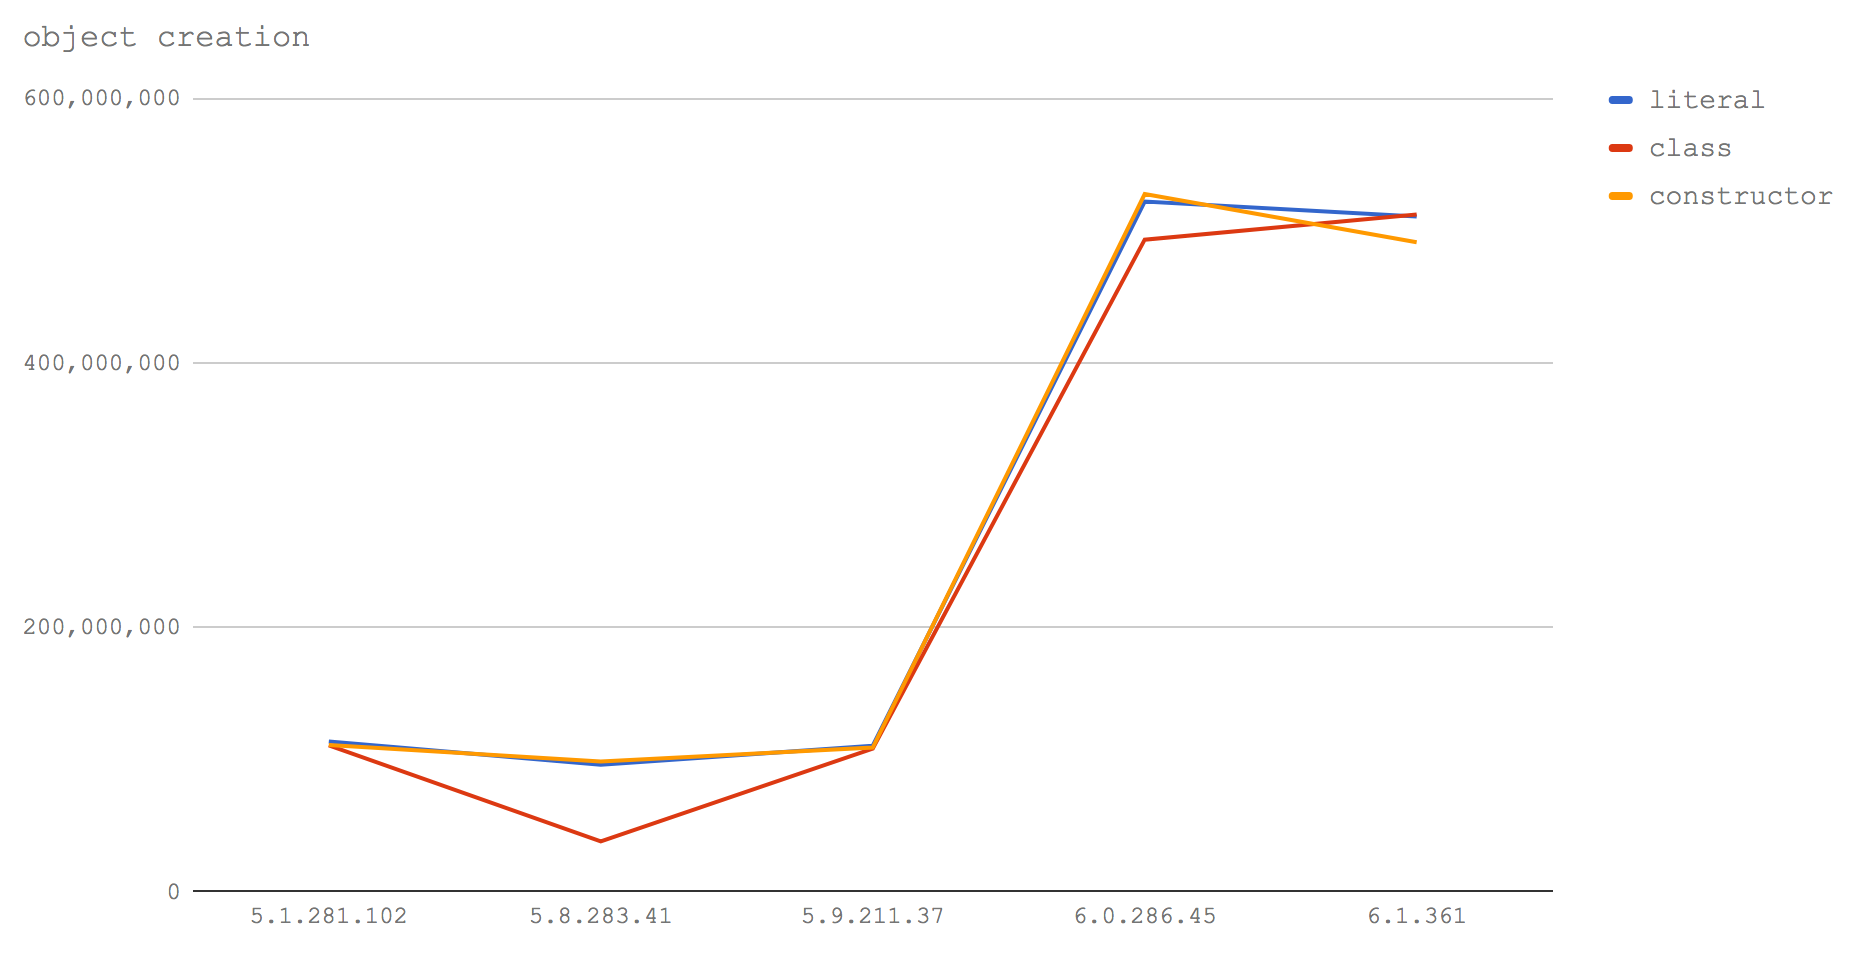 object creation
600,000,000
400,000,000
200,000,000
0
5.1.281.102
5.8.283.41
5.9.211.37
6.0.286.45
6.1.361
literal
class
constructor